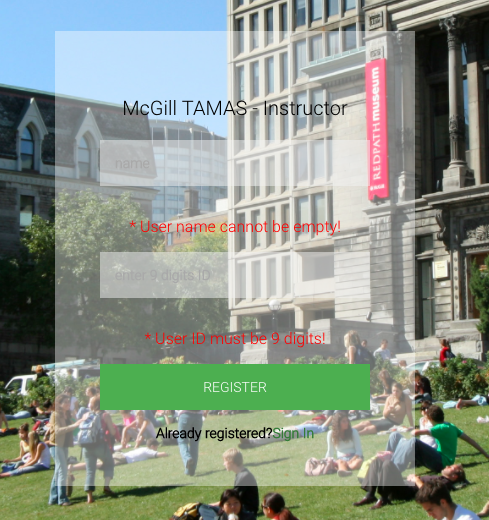 McGill TAMAS - Instructor
name
* User name cannot be empty!
enter 9 digits ID
* User ID must be 9 digits!
REGISTER
Already registered?Sign In
REDPATH museum